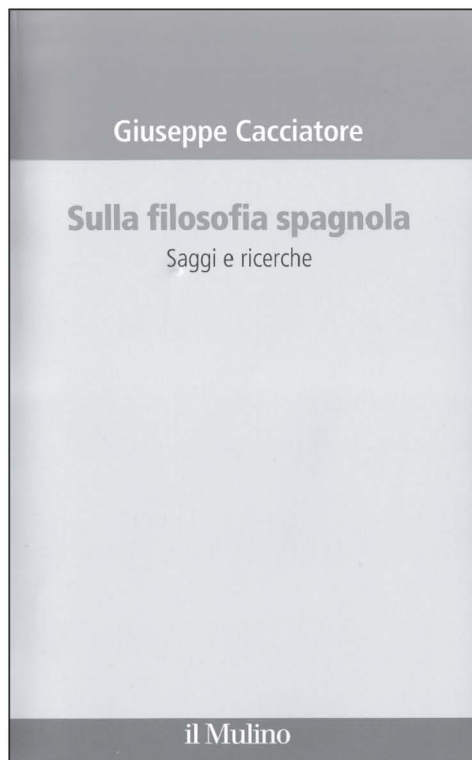 Giuseppe Cacciatore
Sulla filosofia spagnola
Saggi e ricerche
il Mulino